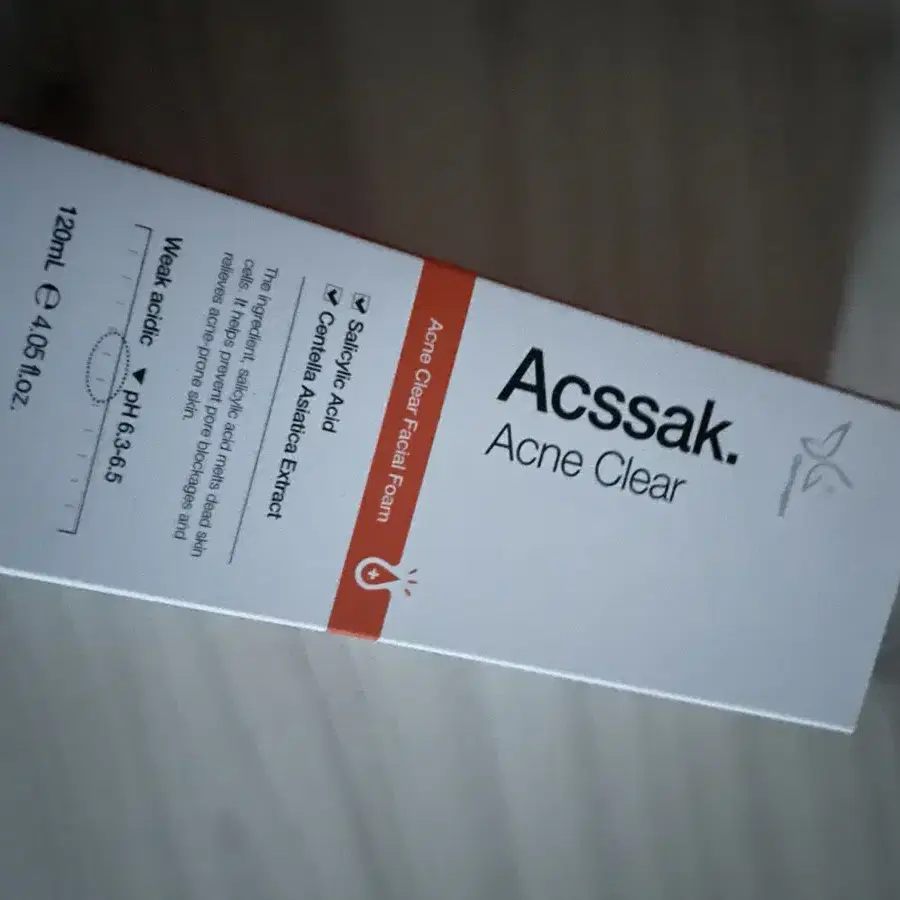 Acssak.
Acne Clear
Acne Clear Facial Foam
Salicylic Acid
Centella Asiatica Extract
The ingredient, salicylic acid melts dead skin
cells. It helps prevent pore blockages and
relieves acne-prone skin.
Weak acidic ▼ pH 6.3-6.5
120mL ℮ 4.05 fl.oz.